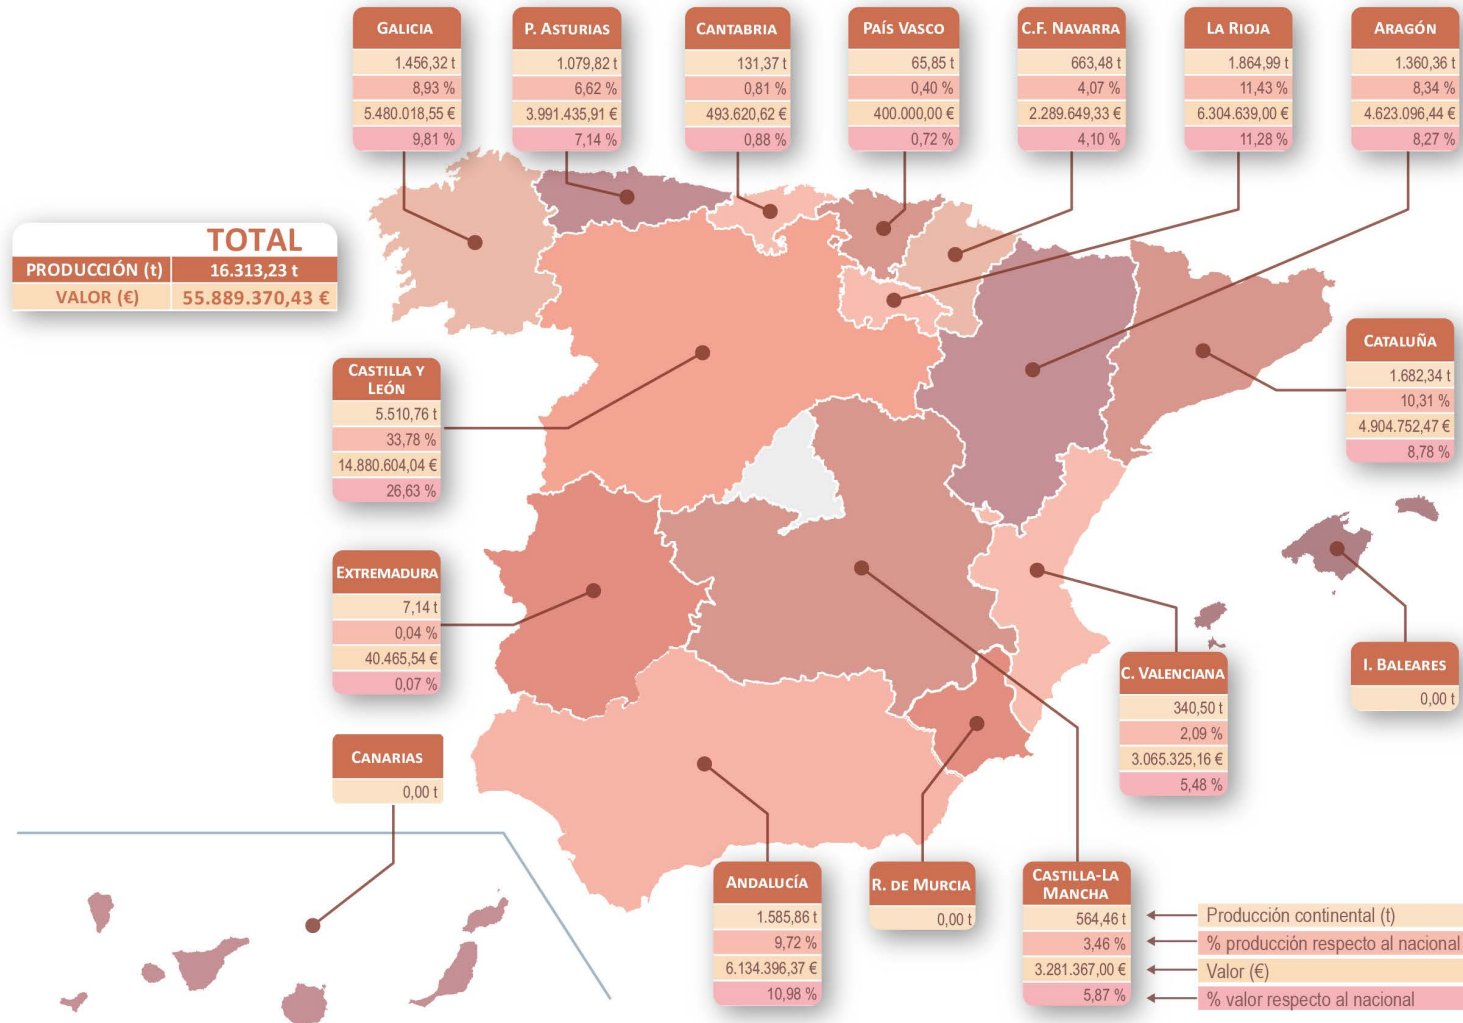 GALICIA
1.456,32 t
8,93 %
5.480.018,55 €
9,81 %
P. ASTURIAS
1.079,82 t
6,62 %
3.991.435,91 €
7,14 %
CANTABRIA
131,37 t
0,81 %
493.620,62 €
0,88 %
PAÍS VASCO
65,85 t
0,40 %
400.000,00 €
0,72 %
C.F. NAVARRA
663,48 t
4,07 %
2.289.649,33 €
4,10 %
LA RIOJA
1.864,99 t
11,43 %
6.304.639,00 €
11,28 %
ARAGÓN
1.360,36 t
8,34 %
4.623.096,44 €
8,27 %
TOTAL
PRODUCCIÓN (t) 16.313,23 t
VALOR (€) 55.889.370,43 €
CATALUÑA
1.682,34 t
10,31 %
4.904.752,47 €
8,78 %
CASTILLA Y
LEÓN
5.510,76 t
33,78 %
14.880.604,04 €
26,63 %
EXTREMADURA
7,14 t
0,04 %
40.465,54 €
0,07 %
I. BALEARES
0,00 t
C. VALENCIANA
340,50 t
2,09 %
3.065.325,16 €
5,48 %
CANARIAS
0,00 t
ANDALUCÍA
1.585,86 t
9,72 %
6.134.396,37 €
10,98 %
R. DE MURCIA
0,00 t
CASTILLA-LA
MANCHA
564,46 t
3,46 %
3.281.367,00 €
5,87 %
Producción continental (t)
% producción respecto al nacional
Valor (€)
% valor respecto al nacional